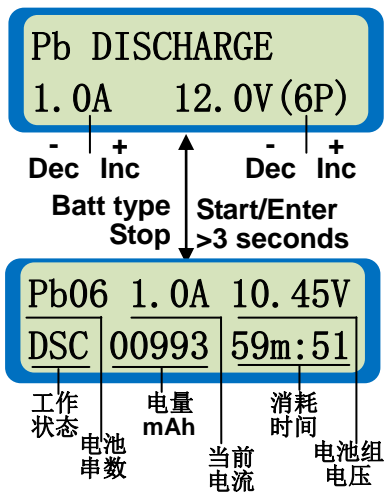 Pb DISCHARGE
1.0A 12.0V(6P)
- + - +
Dec Inc Dec Inc
Batt type Start/Enter
Stop >3 seconds
Pb06 1.0A 10.45V
DSC 00993 59m:51
工作 电量 消耗
状态 mAh 时间
电池 当前 电池组
串数 电流 电压